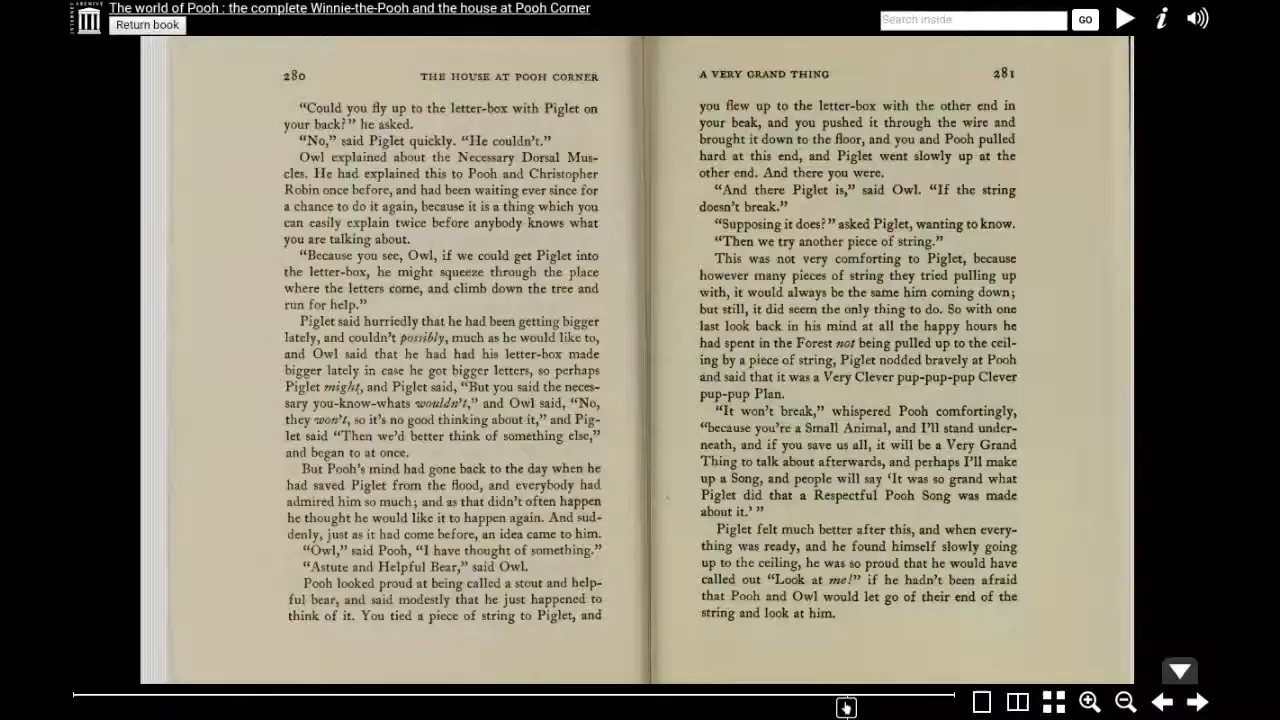 The world of Pooh : the complete Winnie-the-Pooh and the house at Pooh Corner
INTERNET ARCHIVE
Return book
Search inside
GO
280 THE HOUSE AT POOH CORNER
“Could you fly up to the letter-box with Piglet on
your back?” he asked.
“No,” said Piglet quickly. “He couldn’t.”
Owl explained about the Necessary Dorsal Mus-
cles. He had explained this to Pooh and Christopher
Robin once before, and had been waiting ever since for
a chance to do it again, because it is a thing which you
can easily explain twice before anybody knows what
you are talking about.
“Because you see, Owl, if we could get Piglet into
the letter-box, he might squeeze through the place
where the letters come, and climb down the tree and
run for help.”
Piglet said hurriedly that he had been getting bigger
lately, and couldn’t possibly, much as he would like to,
and Owl said that he had had his letter-box made
bigger lately in case he got bigger letters, so perhaps
Piglet might, and Piglet said, “But you said the neces-
sary you-know-whats wouldn’t,” and Owl said, “No,
they won’t, so it’s no good thinking about it,” and Pig-
let said “Then we’d better think of something else,”
and began to at once.
But Pooh’s mind had gone back to the day when he
had saved Piglet from the flood, and everybody had
admired him so much; and as that didn’t often happen
he thought he would like it to happen again. And sud-
denly, just as it had come before, an idea came to him.
“Owl,” said Pooh, “I have thought of something.”
“Astute and Helpful Bear,” said Owl.
Pooh looked proud at being called a stout and help-
ful bear, and said modestly that he just happened to
think of it. You tied a piece of string to Piglet, and
A VERY GRAND THING 281
you flew up to the letter-box with the other end in
your beak, and you pushed it through the wire and
brought it down to the floor, and you and Pooh pulled
hard at this end, and Piglet went slowly up at the
other end. And there you were.
“And there Piglet is,” said Owl. “If the string
doesn’t break.”
“Supposing it does?” asked Piglet, wanting to know.
“Then we try another piece of string.”
This was not very comforting to Piglet, because
however many pieces of string they tried pulling up
with, it would always be the same him coming down;
but still, it did seem the only thing to do. So with one
last look back in his mind at all the happy hours he
had spent in the Forest not being pulled up to the ceil-
ing by a piece of string, Piglet nodded bravely at Pooh
and said that it was a Very Clever pup-pup-pup Clever
pup-pup Plan.
“It won’t break,” whispered Pooh comfortingly,
“because you’re a Small Animal, and I’ll stand under-
neath, and if you save us all, it will be a Very Grand
Thing to talk about afterwards, and perhaps I’ll make
up a Song, and people will say ‘It was so grand what
Piglet did that a Respectful Pooh Song was made
about it.’ ”
Piglet felt much better after this, and when every-
thing was ready, and he found himself slowly going
up to the ceiling, he was so proud that he would have
called out “Look at me!” if he hadn’t been afraid
that Pooh and Owl would let go of their end of the
string and look at him.